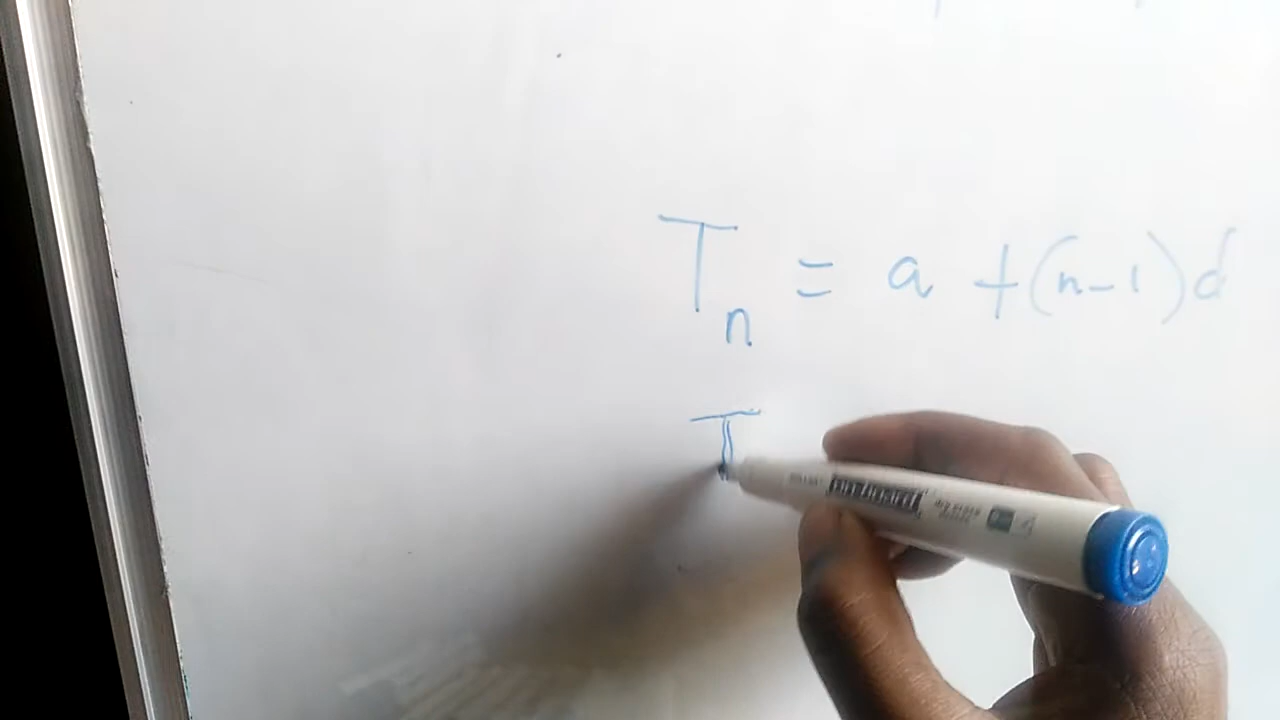 Tn = a + (n-1)d
T